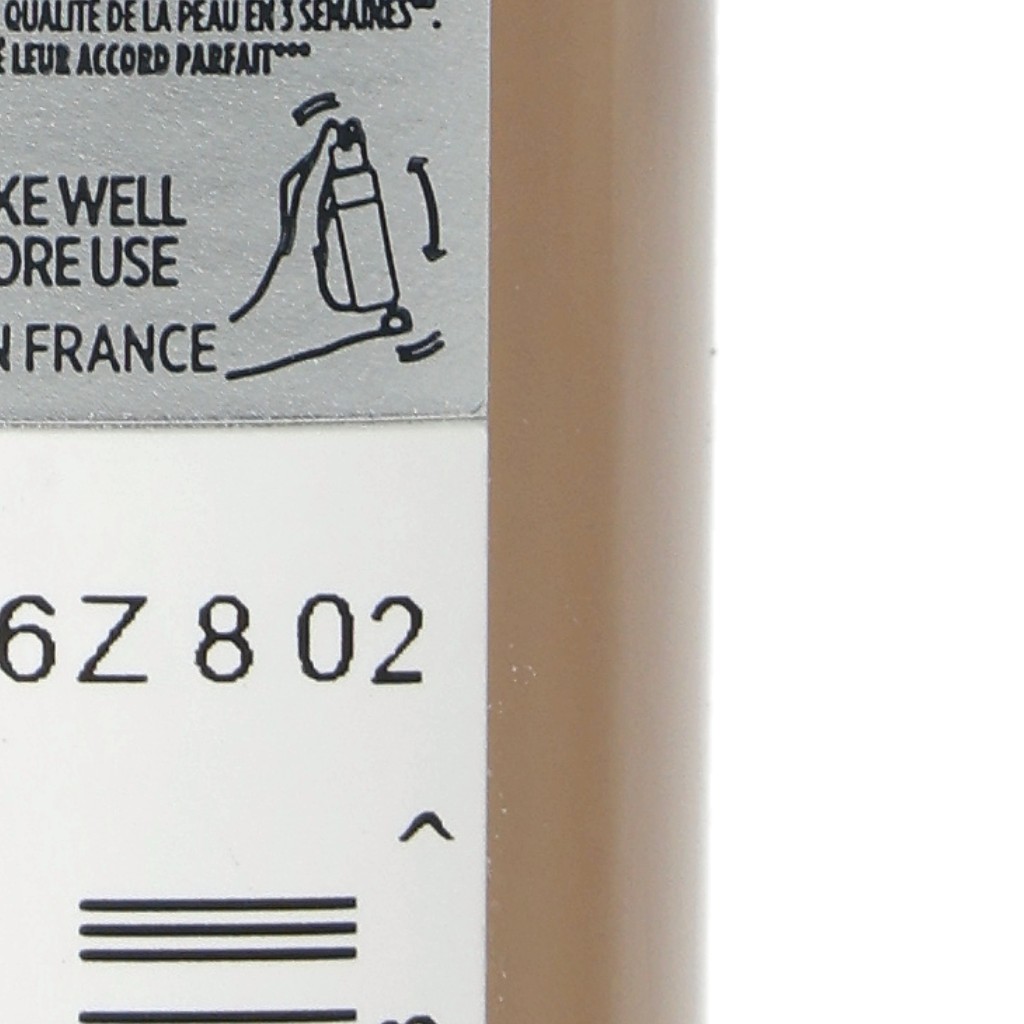 QUALITÉ DE LA PEAU EN 3 SEMAINES**.
É LEUR ACCORD PARFAIT***
KE WELL
ORE USE
N FRANCE
6Z 8 02